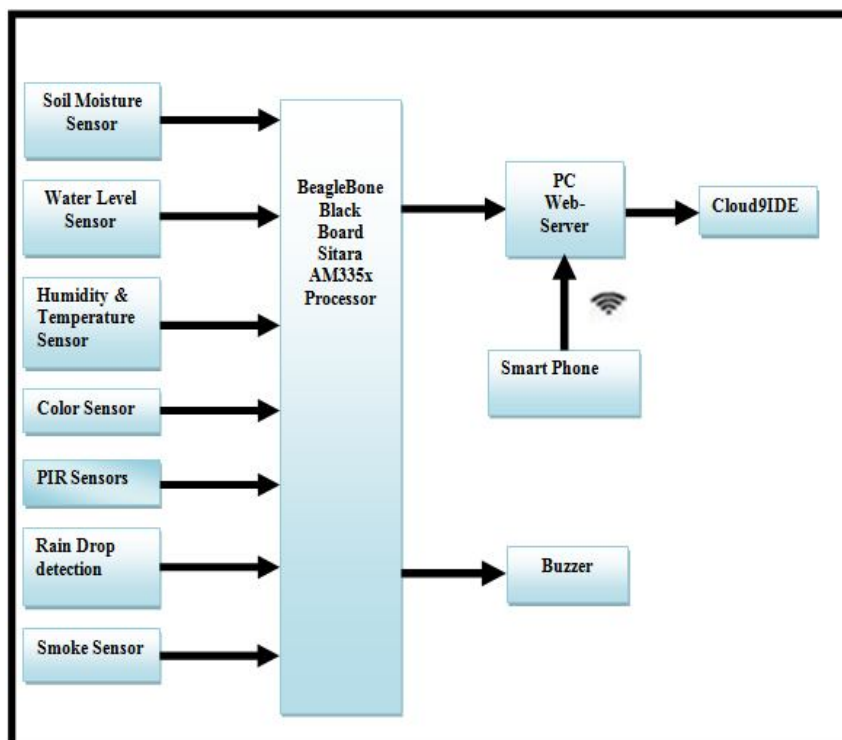 Soil Moisture
Sensor
Water Level
Sensor
Humidity &
Temperature
Sensor
Color Sensor
PIR Sensors
Rain Drop
detection
Smoke Sensor
BeagleBone
Black
Board
Sitara
AM335x
Processor
PC
Web-
Server
Cloud9IDE
Smart Phone
Buzzer